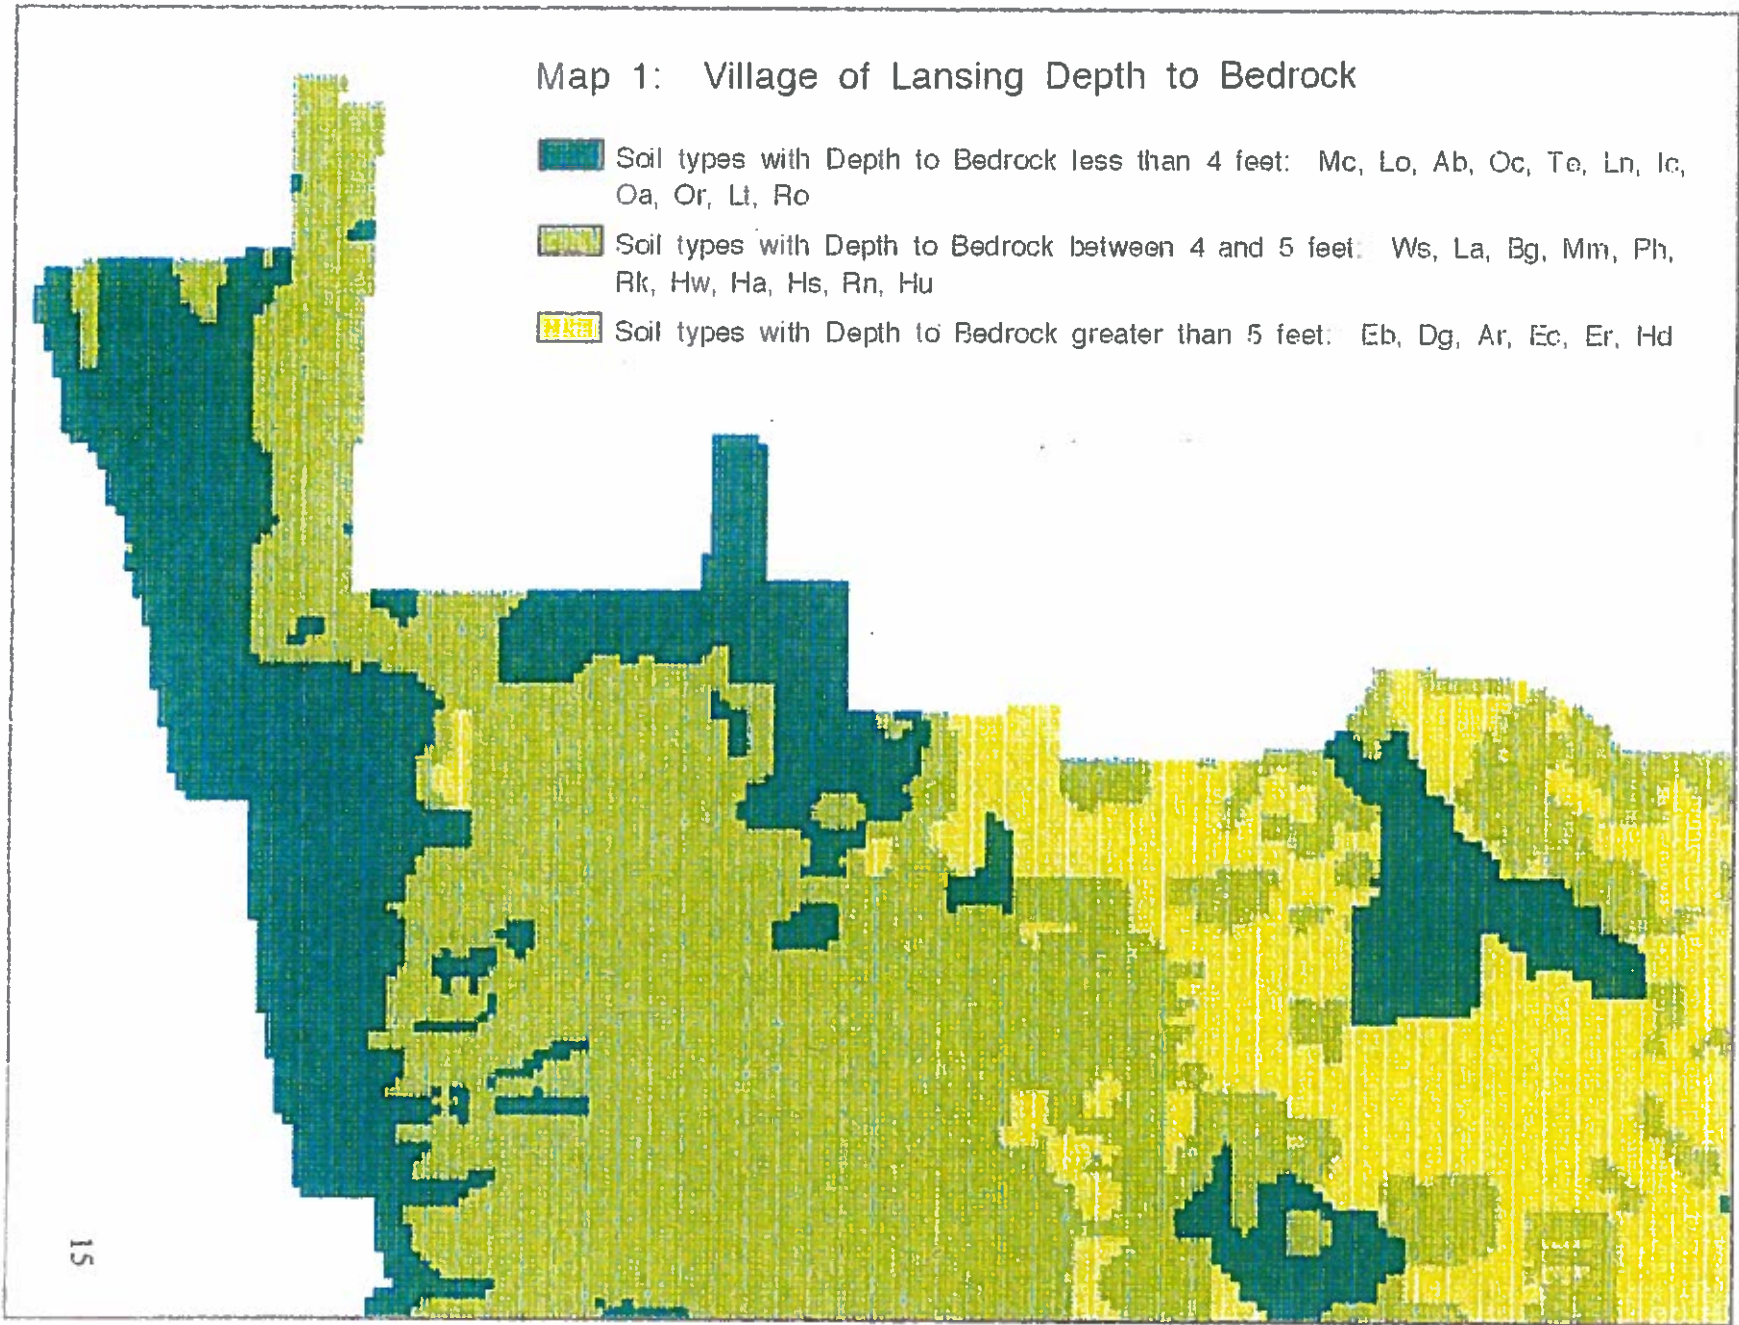 Map 1: Village of Lansing Depth to Bedrock
Soil types with Depth to Bedrock less than 4 feet: Mc, Lo, Ab, Oc, Te, Ln, Ic,
Oa, Or, Lt, Ro
Soil types with Depth to Bedrock between 4 and 5 feet: Ws, La, Bg, Mm, Ph,
Rk, Hw, Ha, Hs, Rn, Hu
Soil types with Depth to Bedrock greater than 5 feet: Eb, Dg, Ar, Ec, Er, Hd
15